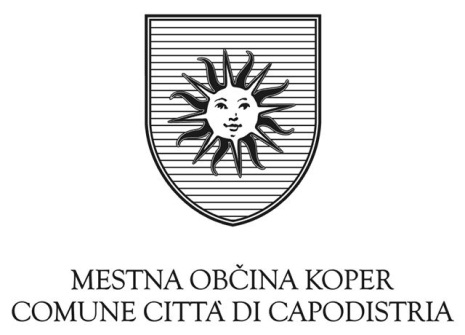 MESTNA OBČINA KOPER
COMUNE CITTÀ DI CAPODISTRIA